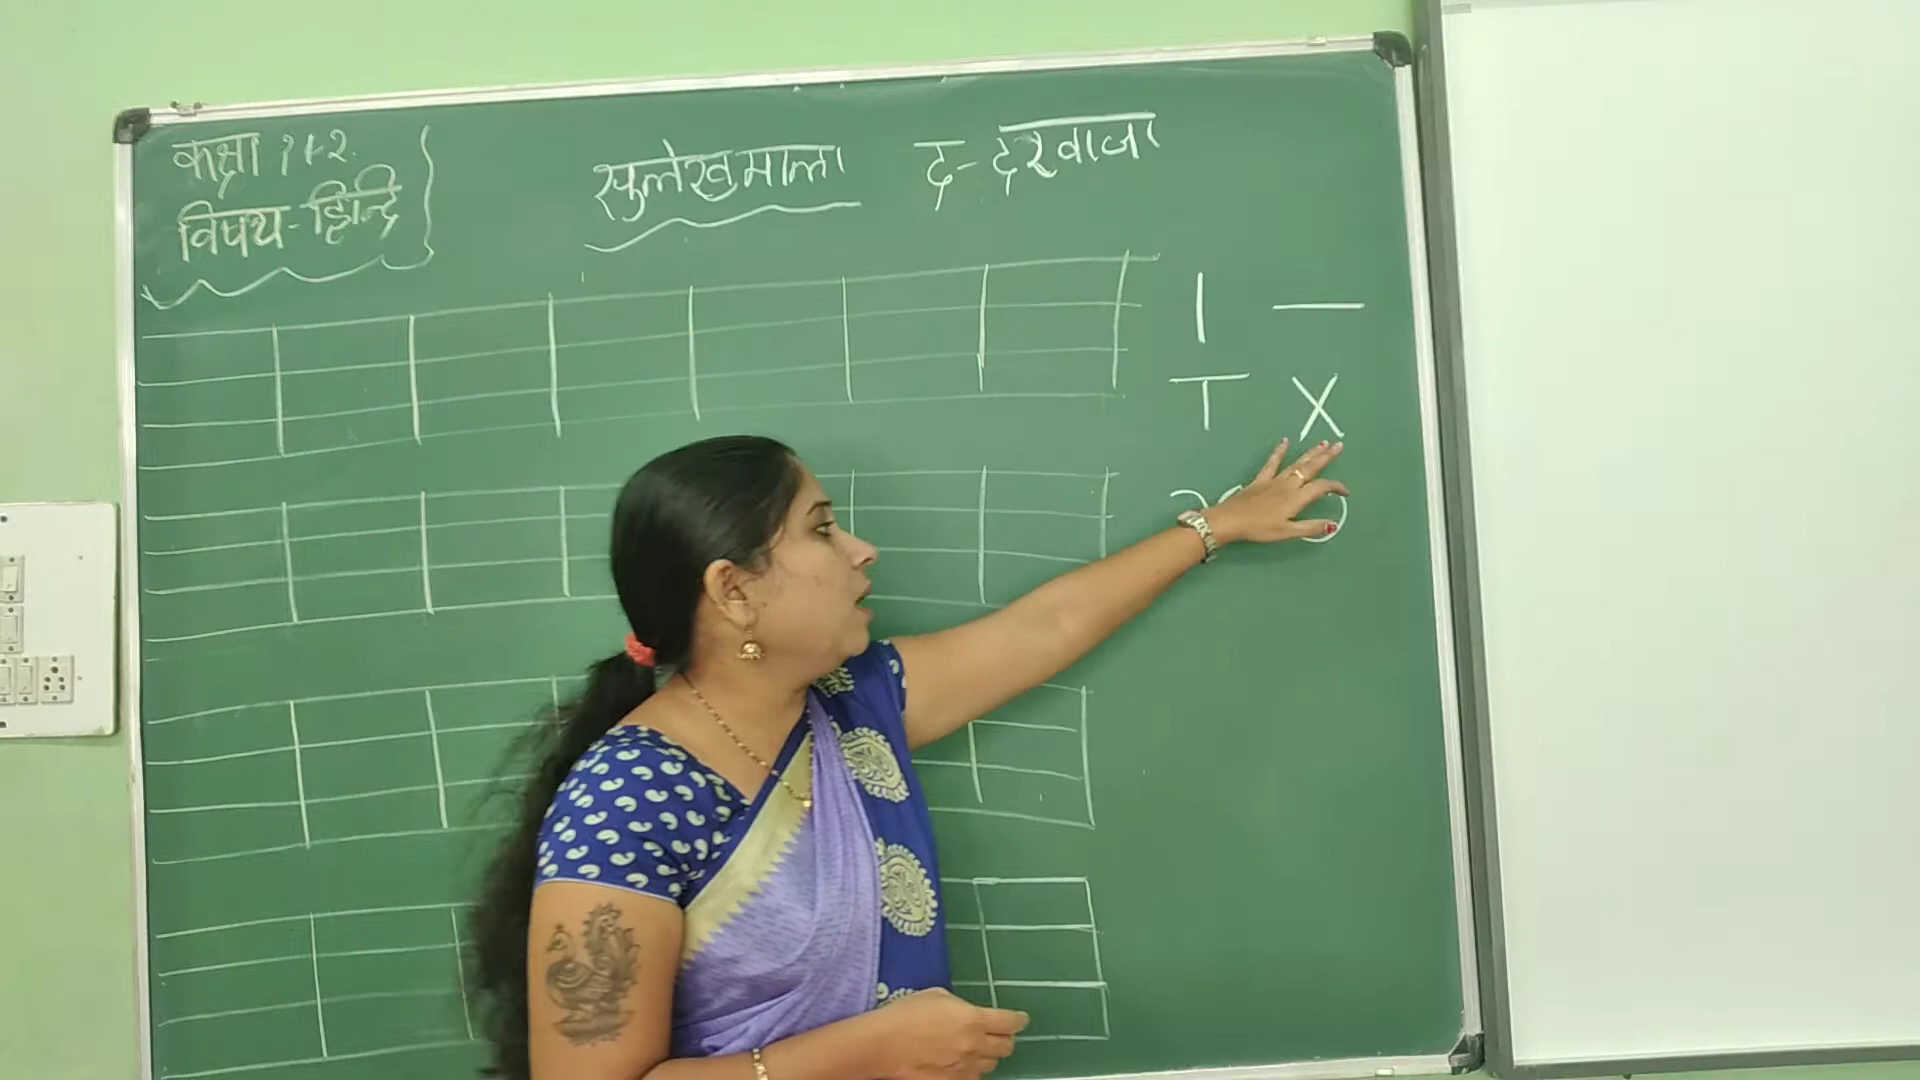 कक्षा 1+2.
विषय - हिन्दि
सुलेखमाला
द - दरवाजा
| —
T X